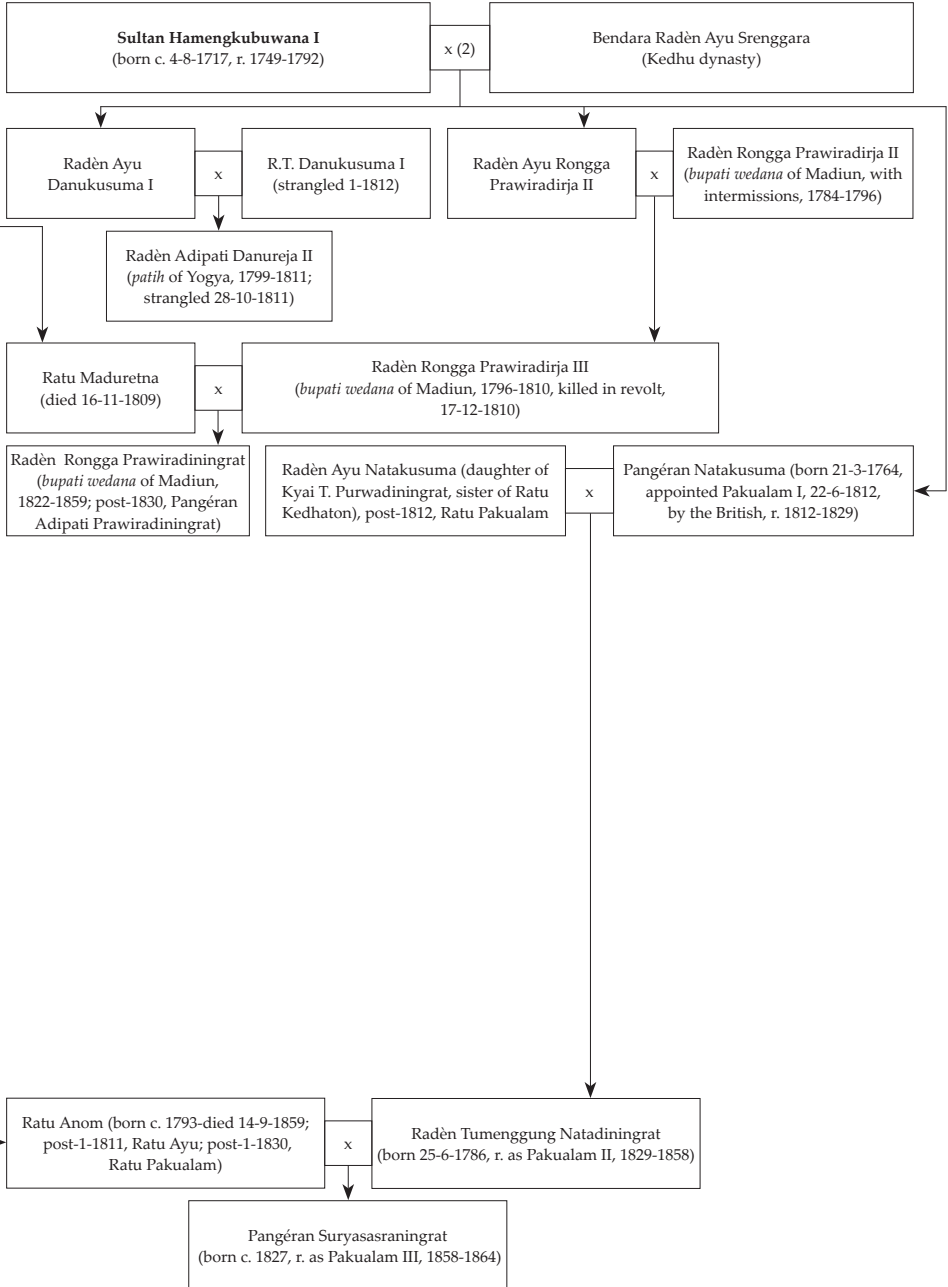 Sultan Hamengkubuwana I
(born c. 4-8-1717, r. 1749-1792)
x (2)
Bendara Radèn Ayu Srenggara
(Kedhu dynasty)
Radèn Ayu
Danukusuma I
x
R.T. Danukusuma I
(strangled 1-1812)
Radèn Ayu Rongga
Prawiradirja II
x
Radèn Rongga Prawiradirja II
(bupati wedana of Madiun, with
intermissions, 1784-1796)
Radèn Adipati Danureja II
(patih of Yogya, 1799-1811;
strangled 28-10-1811)
Ratu Maduretna
(died 16-11-1809)
x
Radèn Rongga Prawiradirja III
(bupati wedana of Madiun, 1796-1810, killed in revolt,
17-12-1810)
Radèn Rongga Prawiradiningrat
(bupati wedana of Madiun,
1822-1859; post-1830, Pangéran
Adipati Prawiradiningrat)
Radèn Ayu Natakusuma (daughter of
Kyai T. Purwadiningrat, sister of Ratu
Kedhaton), post-1812, Ratu Pakualam
x
Pangéran Natakusuma (born 21-3-1764,
appointed Pakualam I, 22-6-1812,
by the British, r. 1812-1829)
Ratu Anom (born c. 1793-died 14-9-1859;
post-1-1811, Ratu Ayu; post-1-1830,
Ratu Pakualam)
x
Radèn Tumenggung Natadiningrat
(born 25-6-1786, r. as Pakualam II, 1829-1858)
Pangéran Suryasasraningrat
(born c. 1827, r. as Pakualam III, 1858-1864)